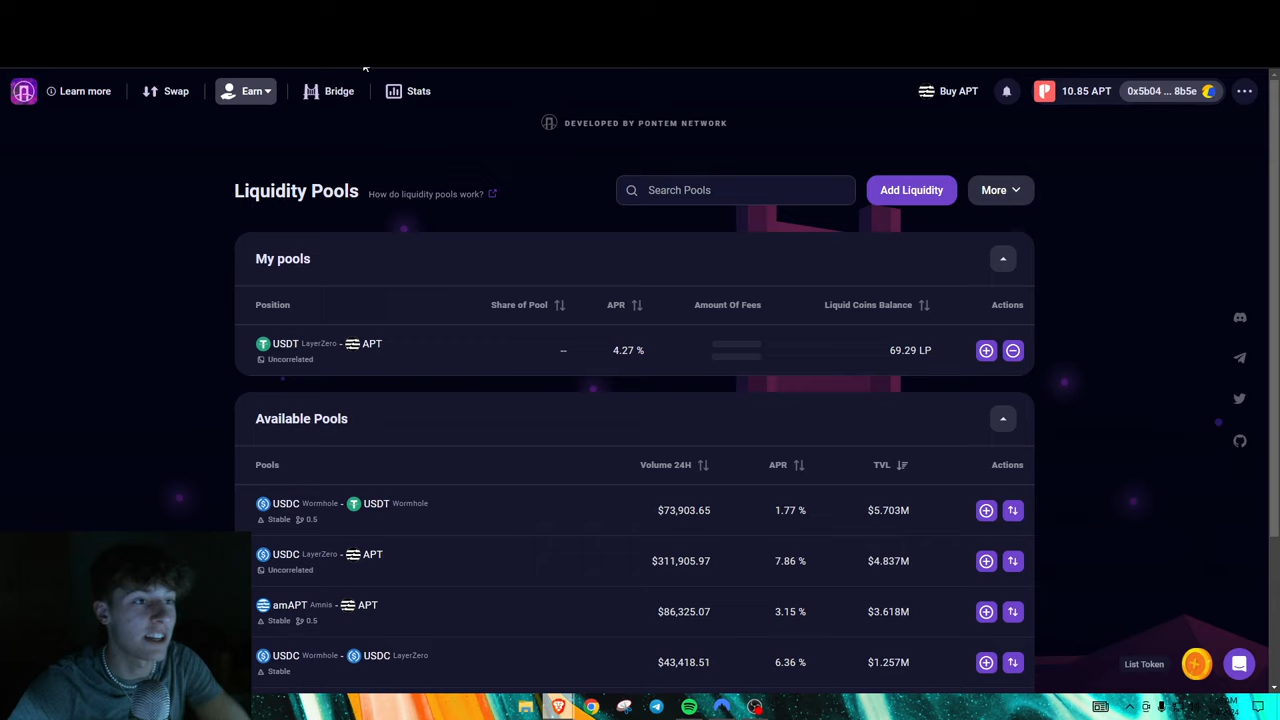 Learn more
Swap
Earn
Bridge
Stats
Buy APT
10.85 APT
0x5b04 ... 8b5e
DEVELOPED BY PONTEM NETWORK
Liquidity Pools
How do liquidity pools work?
Search Pools
Add Liquidity
More
My pools
Position Share of Pool APR Amount Of Fees Liquid Coins Balance Actions
USDT LayerZero - APT
Uncorrelated
-- 4.27 % 69.29 LP
Available Pools
Pools Volume 24H APR TVL Actions
USDC Wormhole - USDT Wormhole
Stable 0.5
$73,903.65 1.77 % $5.703M
USDC LayerZero - APT
Uncorrelated
$311,905.97 7.86 % $4.837M
amAPT Amnis - APT
Stable 0.5
$86,325.07 3.15 % $3.618M
USDC Wormhole - USDC LayerZero
Stable
$43,418.51 6.36 % $1.257M
List Token